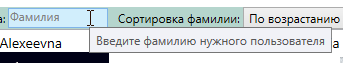 а: Фамилия Сортировка фамилии: По возрастанию
Alexeevna
Введите фамилию нужного пользователя